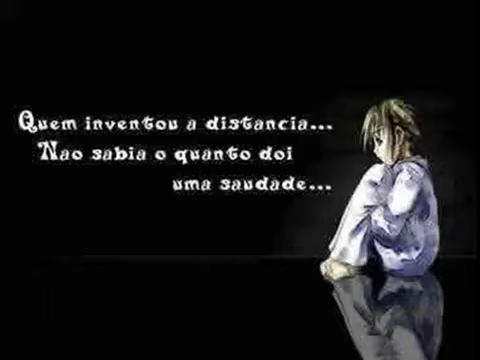 Quem inventou a distancia...
Nao sabia o quanto doi
uma saudade...